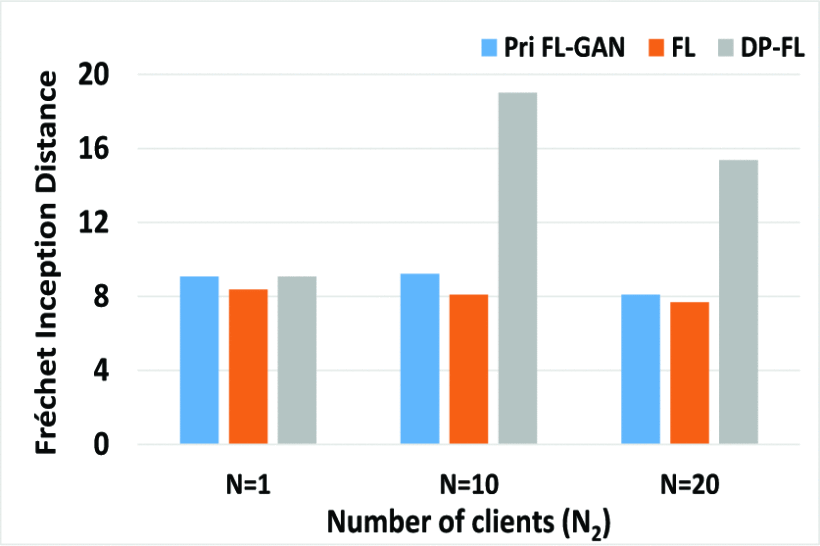 Pri FL-GAN FL DP-FL
Fréchet Inception Distance
20
16
12
8
4
0
N=1 N=10 N=20
Number of clients (N₂)